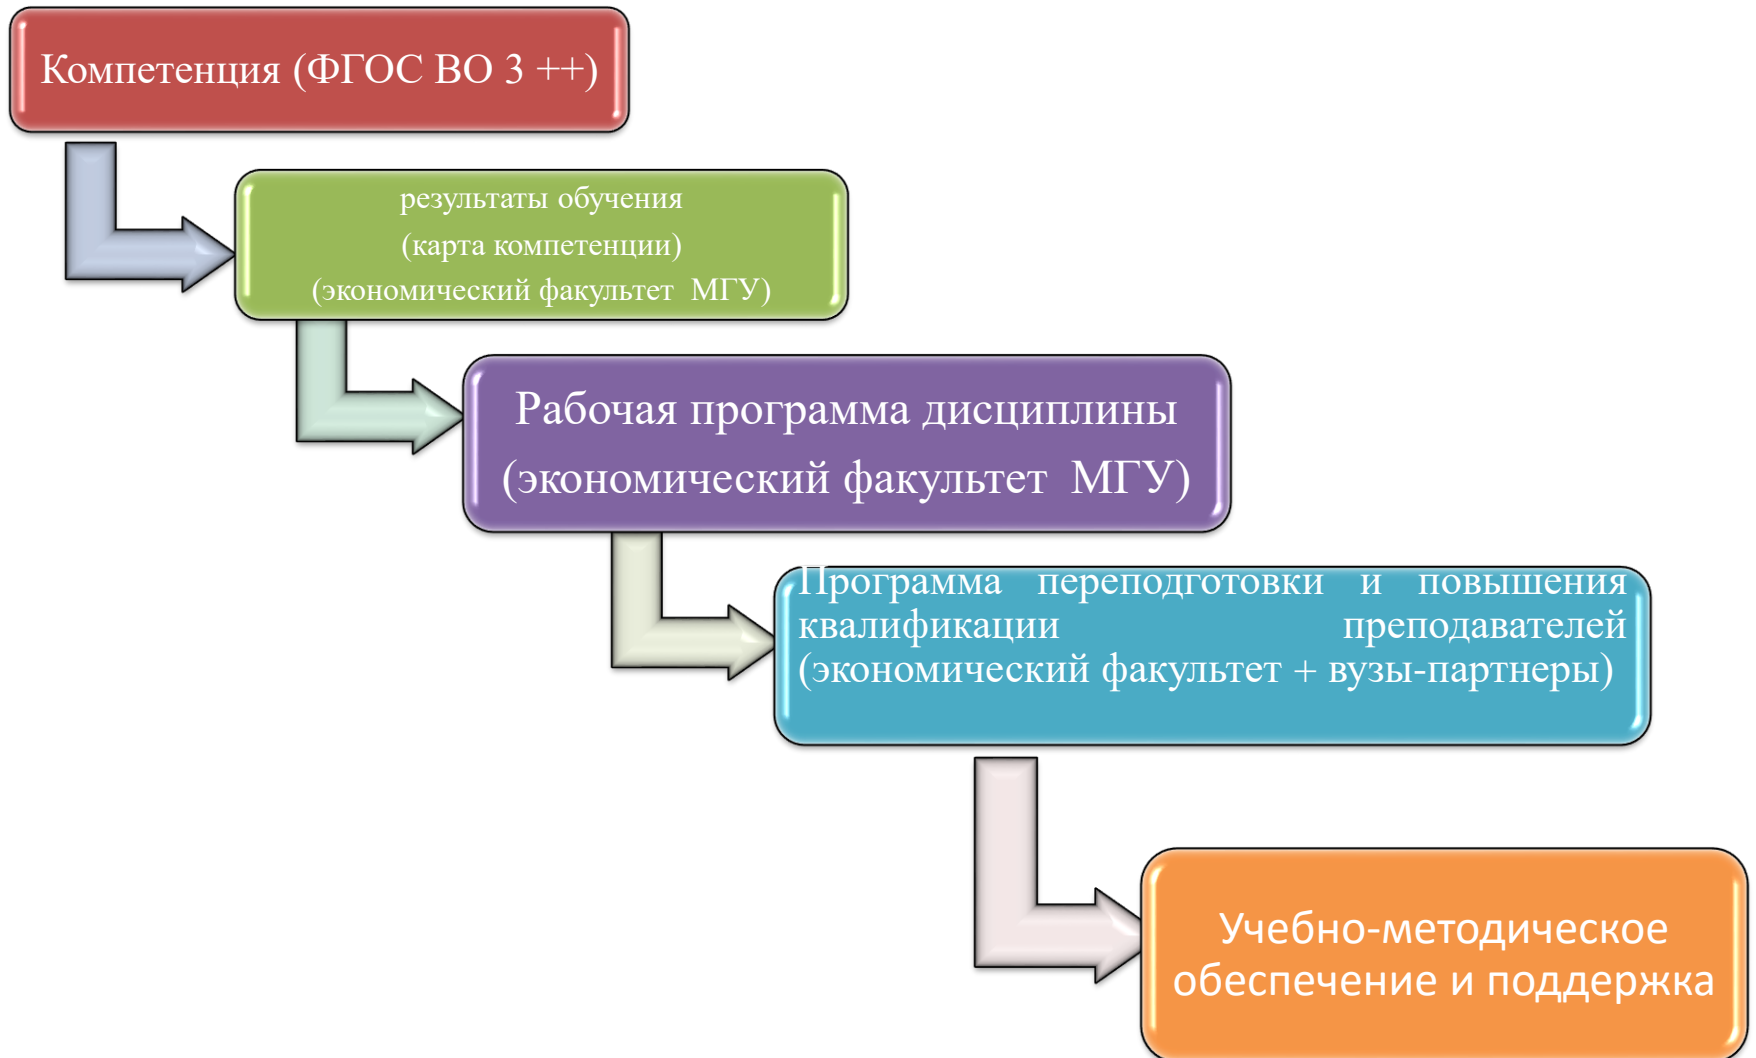 Компетенция (ФГОС ВО 3 ++)
результаты обучения
(карта компетенции)
(экономический факультет МГУ)
Рабочая программа дисциплины
(экономический факультет МГУ)
Программа переподготовки и повышения
квалификации преподавателей
(экономический факультет + вузы-партнеры)
Учебно-методическое
обеспечение и поддержка